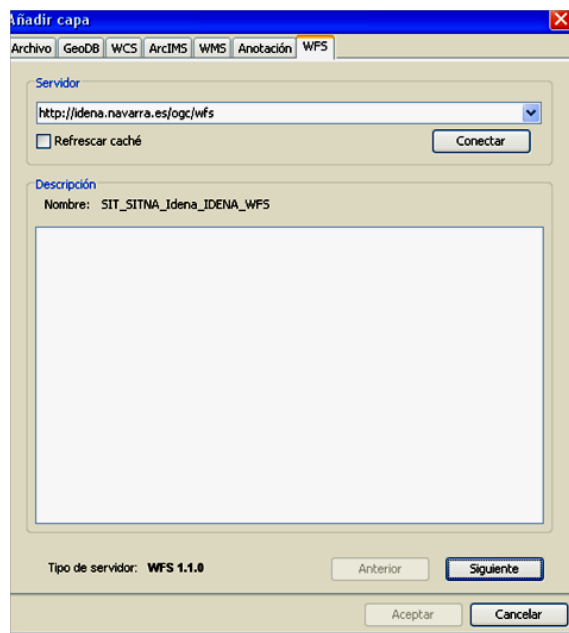 Añadir capa
Archivo GeoDB WCS ArcIMS WMS Anotación WFS
Servidor
http://idena.navarra.es/ogc/wfs
Refrescar caché Conectar
Descripción
Nombre: SIT_SITNA_Idena_IDENA_WFS
Tipo de servidor: WFS 1.1.0 Anterior Siguiente
Aceptar Cancelar